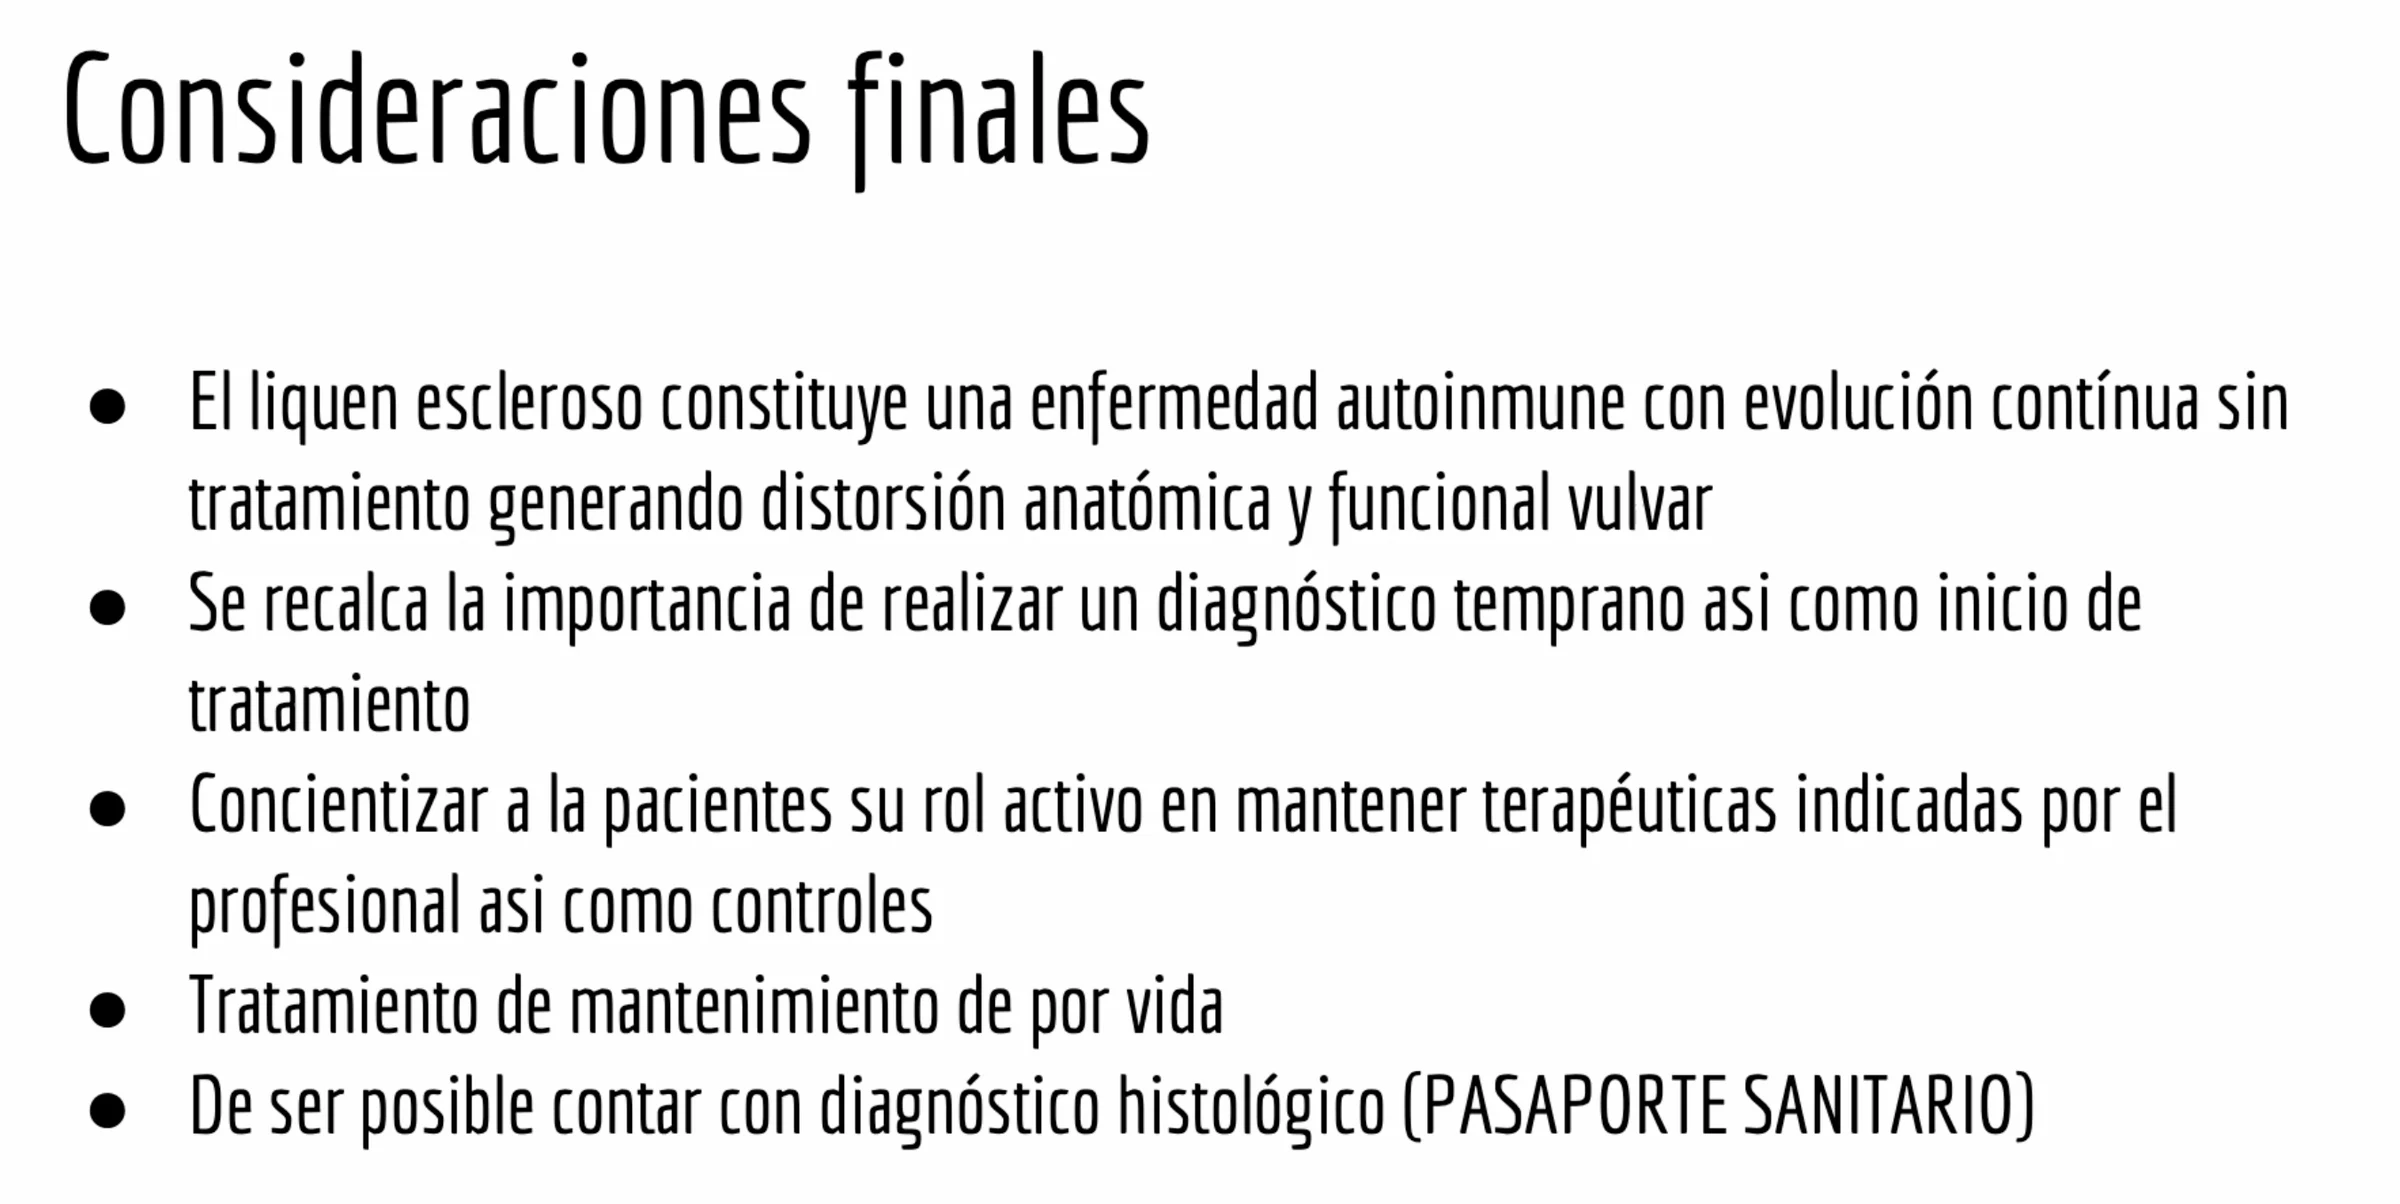 Consideraciones finales
● El liquen escleroso constituye una enfermedad autoinmune con evolución contínua sin
tratamiento generando distorsión anatómica y funcional vulvar
● Se recalca la importancia de realizar un diagnóstico temprano asi como inicio de
tratamiento
● Concientizar a la pacientes su rol activo en mantener terapéuticas indicadas por el
profesional asi como controles
● Tratamiento de mantenimiento de por vida
● De ser posible contar con diagnóstico histológico (PASAPORTE SANITARIO)